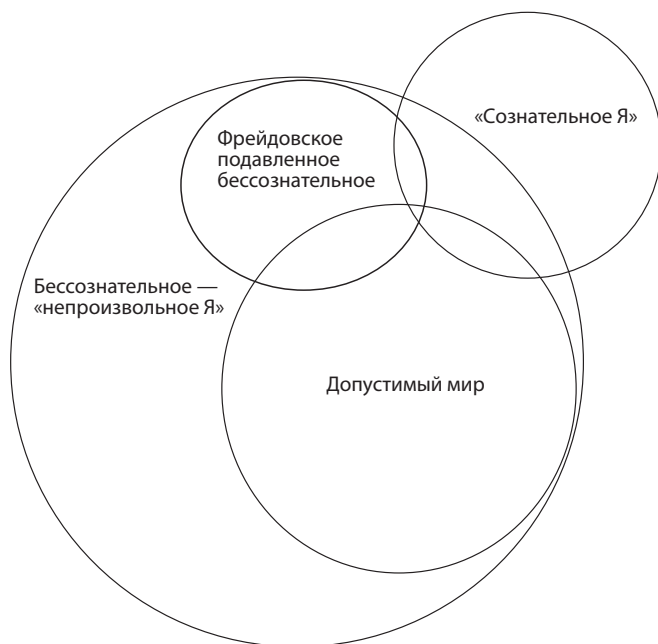 «Сознательное Я»
Фрейдовское
подавленное
бессознательное
Бессознательное —
«непроизвольное Я»
Допустимый мир